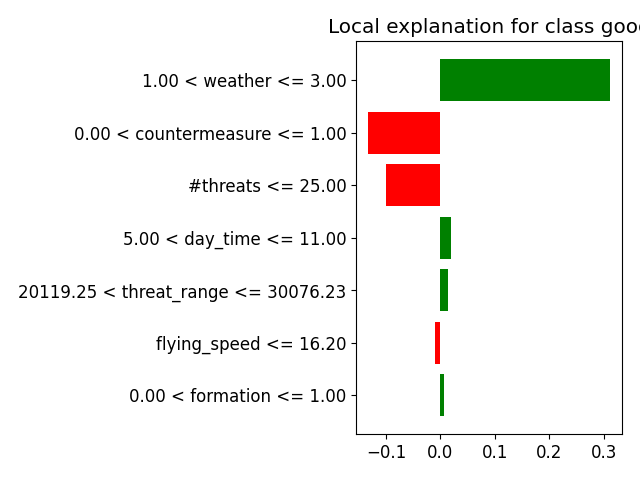 Local explanation for class goo
1.00 < weather <= 3.00
0.00 < countermeasure <= 1.00
#threats <= 25.00
5.00 < day_time <= 11.00
20119.25 < threat_range <= 30076.23
flying_speed <= 16.20
0.00 < formation <= 1.00
−0.1 0.0 0.1 0.2 0.3